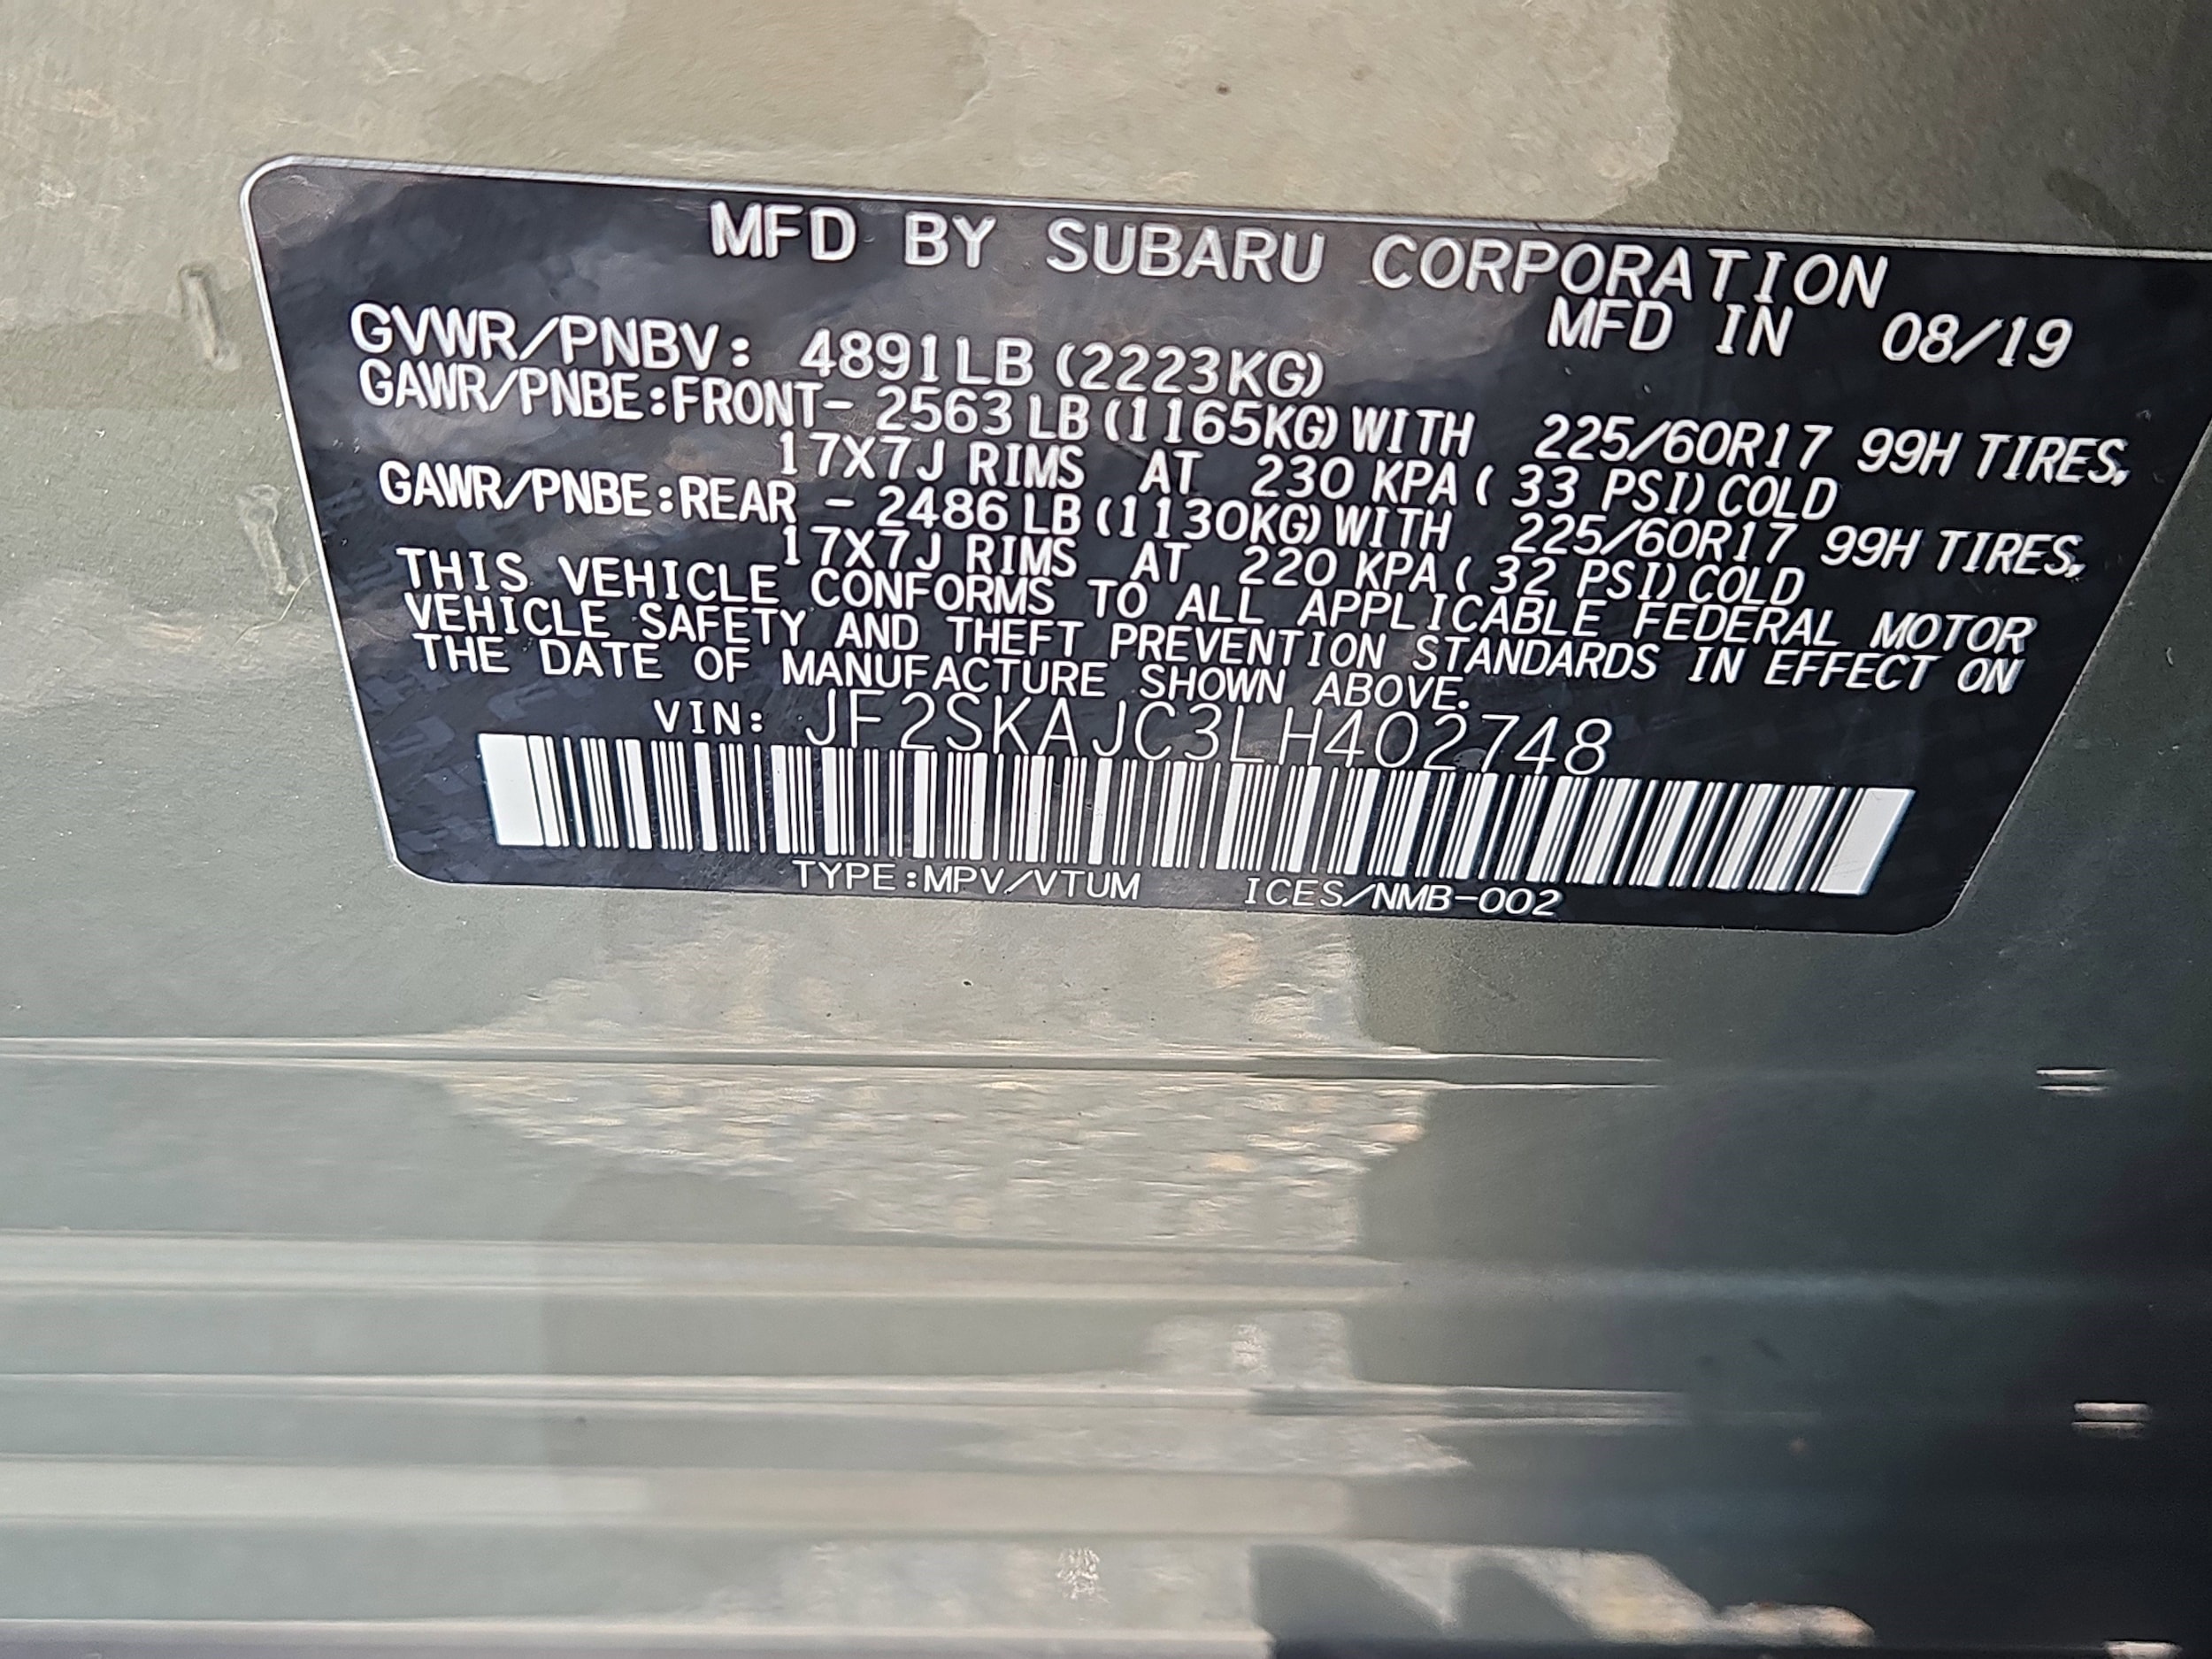 MFD BY SUBARU CORPORATION
MFD IN 08/19
GVWR/PNBV: 4891LB (2223KG)
GAWR/PNBE:FRONT- 2563 LB (1165KG) WITH 225/60R17 99H TIRES,
17X7J RIMS AT 230 KPA ( 33 PSI) COLD
GAWR/PNBE:REAR - 2486 LB (1130KG) WITH 225/60R17 99H TIRES,
17X7J RIMS AT 220 KPA ( 32 PSI) COLD
THIS VEHICLE CONFORMS TO ALL APPLICABLE FEDERAL MOTOR
VEHICLE SAFETY AND THEFT PREVENTION STANDARDS IN EFFECT ON
THE DATE OF MANUFACTURE SHOWN ABOVE.
VIN: JF2SKAJC3LH402748
TYPE:MPV/VTUM ICES/NMB-002